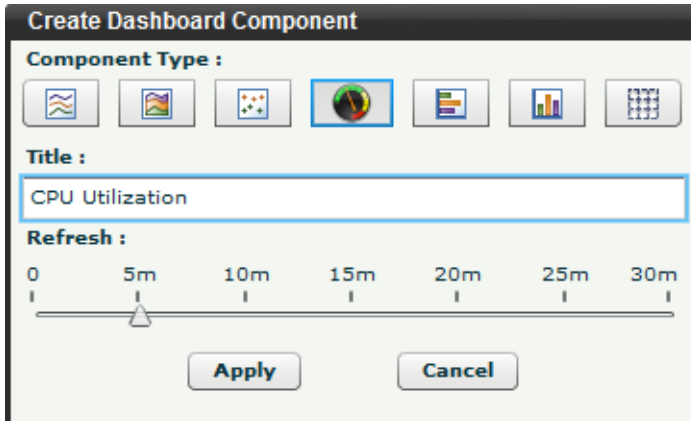 Create Dashboard Component
Component Type :
Title :
CPU Utilization
Refresh :
0 5m 10m 15m 20m 25m 30m
Apply Cancel